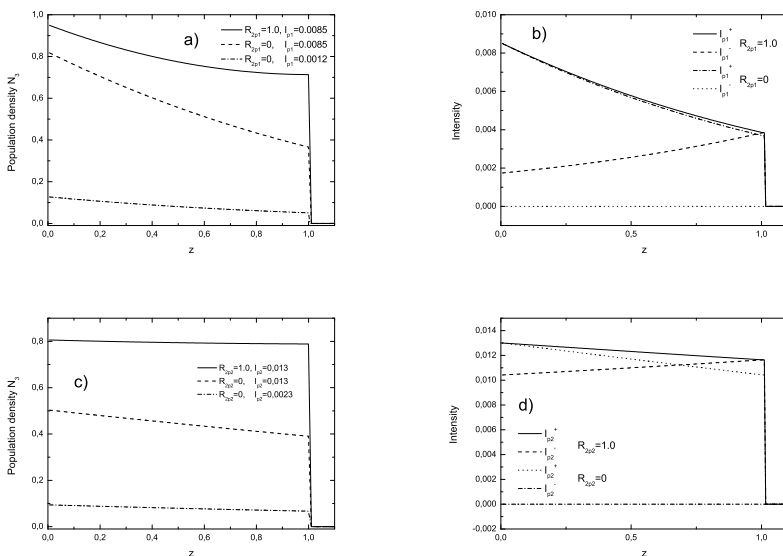 a)
R2p1=1.0, Ip1=0.0085
R2p1=0, Ip1=0.0085
R2p1=0, Ip1=0.0012
Population density N3
1,0
0,8
0,6
0,4
0,2
0,0
0,0 0,2 0,4 0,6 0,8 1,0
z
b)
Ip1+
Ip1-
R2p1=1.0
Ip1+
Ip1-
R2p1=0
Intensity
0,010
0,008
0,006
0,004
0,002
0,000
0,0 0,5 1,0
z
c)
R2p2=1.0, Ip2=0,013
R2p2=0, Ip2=0,013
R2p2=0, Ip2=0,0023
Population density N3
0,8
0,6
0,4
0,2
0,0
0,0 0,2 0,4 0,6 0,8 1,0
z
d)
Ip2+
Ip2-
R2p2=1.0
Ip2+
Ip2-
R2p2=0
Intensity
0,014
0,012
0,010
0,008
0,006
0,004
0,002
0,000
-0,002
0,0 0,5 1,0
z